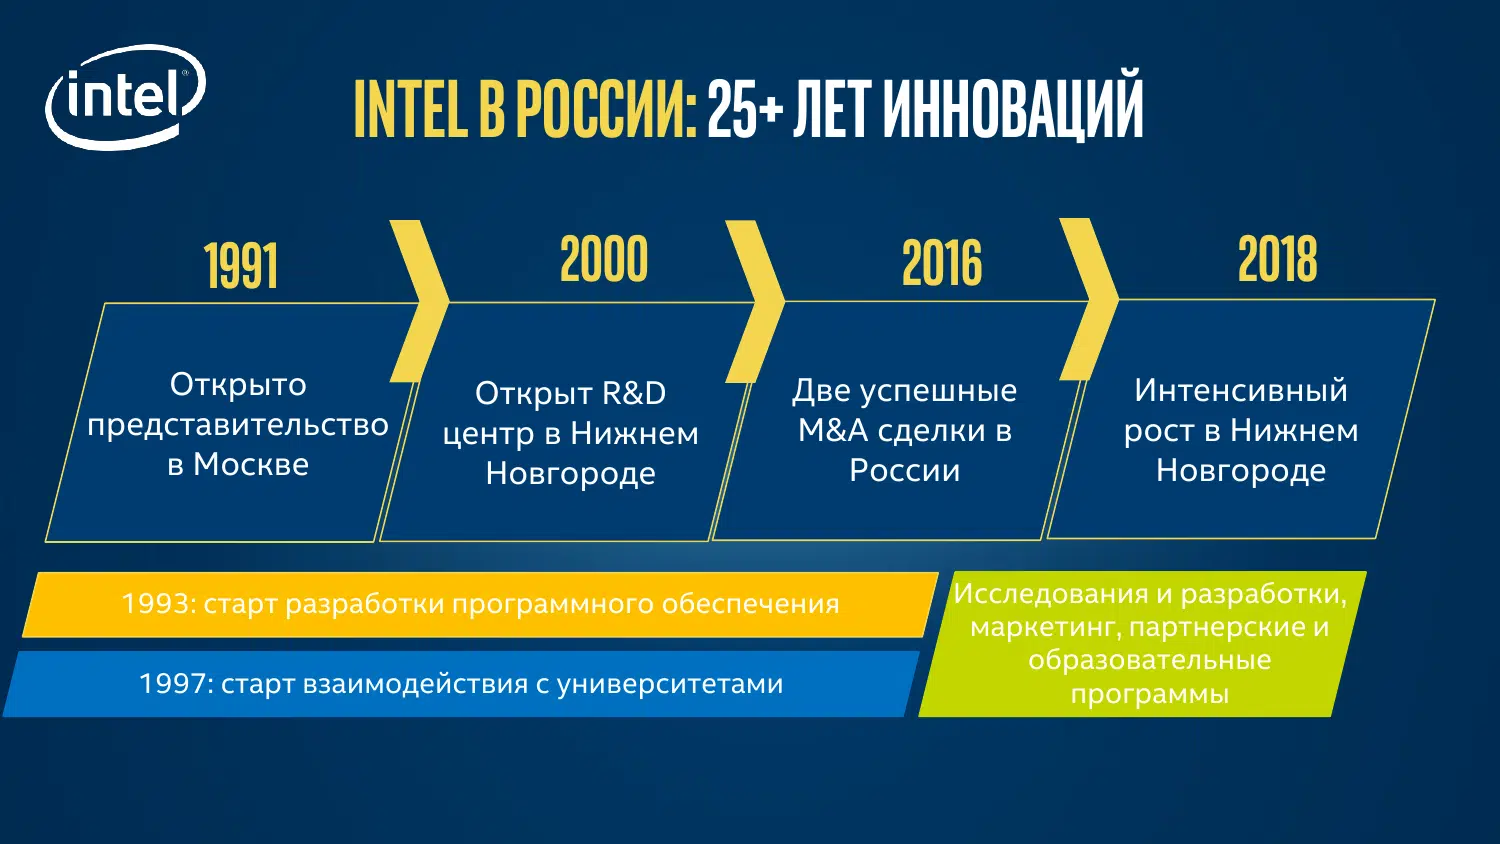 intel®
INTEL В РОССИИ: 25+ ЛЕТ ИННОВАЦИЙ
1991
Открыто
представительство
в Москве
2000
Открыт R&D
центр в Нижнем
Новгороде
2016
Две успешные
M&A сделки в
России
2018
Интенсивный
рост в Нижнем
Новгороде
1993: старт разработки программного обеспечения
1997: старт взаимодействия с университетами
Исследования и разработки,
маркетинг, партнерские и
образовательные
программы